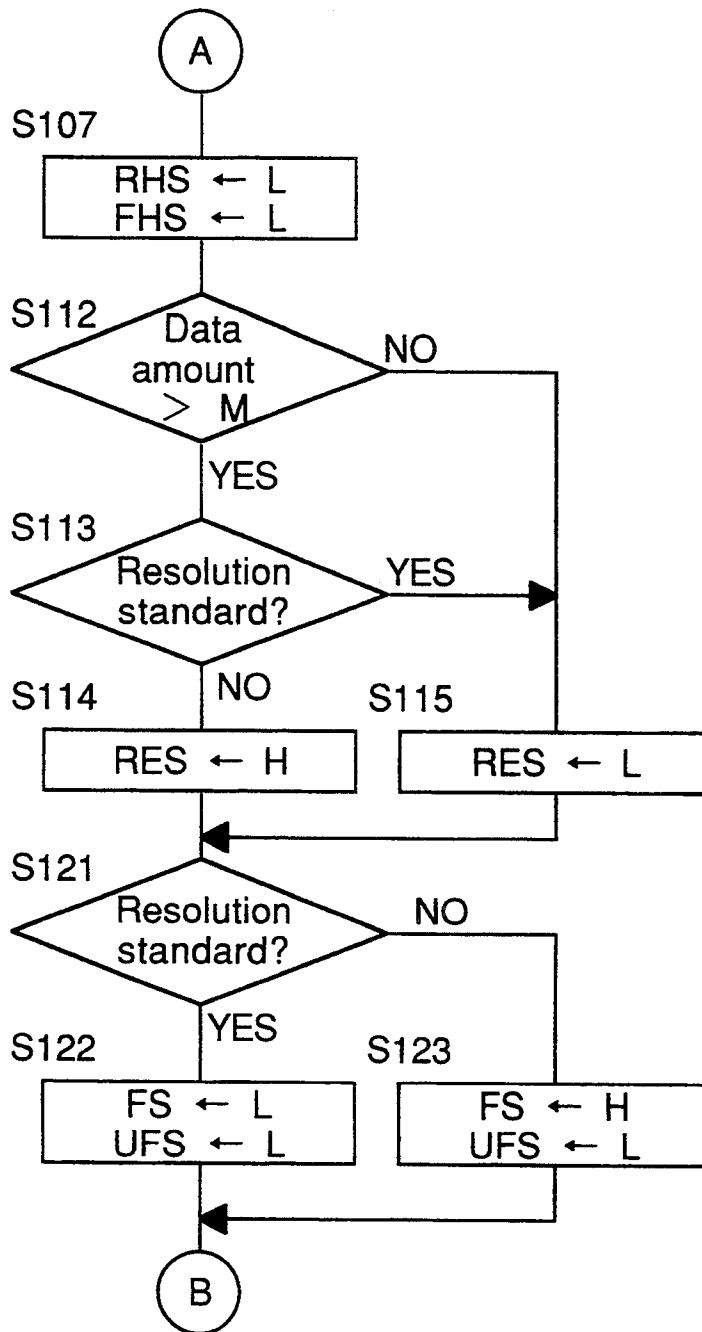 A
S107
RHS ← L
FHS ← L
S112
Data
amount
> M
NO
YES
S113
Resolution
standard?
YES
NO
S114
RES ← H
S115
RES ← L
S121
Resolution
standard?
NO
YES
S122
FS ← L
UFS ← L
S123
FS ← H
UFS ← L
B